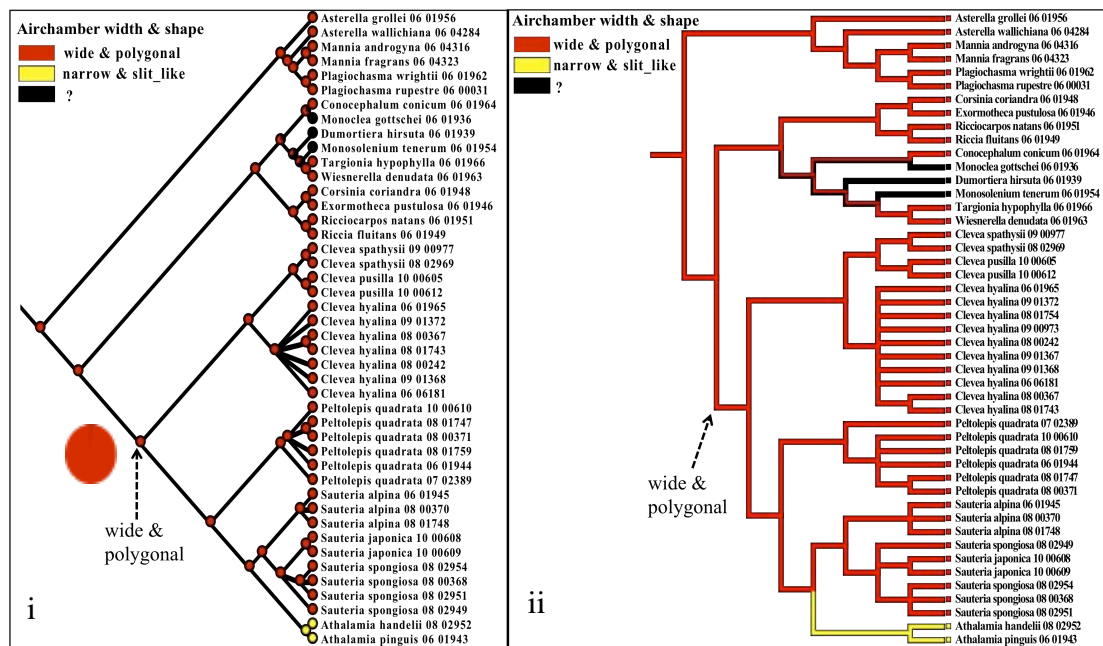 Airchamber width & shape
wide & polygonal
narrow & slit_like
?
Asterella grollei 06 01956
Asterella wallichiana 06 04284
Mannia androgyna 06 04316
Mannia fragrans 06 04323
Plagiochasma wrightii 06 01962
Plagiochasma rupestre 06 00031
Conocephalum conicum 06 01964
Monoclea gottschei 06 01936
Dumortiera hirsuta 06 01939
Monosolenium tenerum 06 01954
Targionia hypophylla 06 01966
Wiesnerella denudata 06 01963
Corsinia coriandra 06 01948
Exormotheca pustulosa 06 01946
Ricciocarpos natans 06 01951
Riccia fluitans 06 01949
Clevea spathysii 09 00977
Clevea spathysii 08 02969
Clevea pusilla 10 00605
Clevea pusilla 10 00612
Clevea hyalina 06 01965
Clevea hyalina 09 01372
Clevea hyalina 08 00367
Clevea hyalina 08 01743
Clevea hyalina 08 00242
Clevea hyalina 09 01368
Clevea hyalina 06 06181
Peltolepis quadrata 10 00610
Peltolepis quadrata 08 01747
Peltolepis quadrata 08 00371
Peltolepis quadrata 08 01759
Peltolepis quadrata 06 01944
Peltolepis quadrata 07 02389
Sauteria alpina 06 01945
Sauteria alpina 08 00370
Sauteria alpina 08 01748
Sauteria japonica 10 00608
Sauteria japonica 10 00609
Sauteria spongiosa 08 02954
Sauteria spongiosa 08 00368
Sauteria spongiosa 08 02951
Sauteria spongiosa 08 02949
Athalamia handelii 08 02952
Athalamia pinguis 06 01943
wide &
polygonal
i
Airchamber width & shape
wide & polygonal
narrow & slit_like
?
Asterella grollei 06 01956
Asterella wallichiana 06 04284
Mannia androgyna 06 04316
Mannia fragrans 06 04323
Plagiochasma wrightii 06 01962
Plagiochasma rupestre 06 00031
Corsinia coriandra 06 01948
Exormotheca pustulosa 06 01946
Ricciocarpos natans 06 01951
Riccia fluitans 06 01949
Conocephalum conicum 06 01964
Monoclea gottschei 06 01936
Dumortiera hirsuta 06 01939
Monosolenium tenerum 06 01954
Targionia hypophylla 06 01966
Wiesnerella denudata 06 01963
Clevea spathysii 09 00977
Clevea spathysii 08 02969
Clevea pusilla 10 00605
Clevea pusilla 10 00612
Clevea hyalina 06 01965
Clevea hyalina 09 01372
Clevea hyalina 08 01754
Clevea hyalina 09 00973
Clevea hyalina 08 00242
Clevea hyalina 09 01367
Clevea hyalina 09 01368
Clevea hyalina 06 06181
Clevea hyalina 08 00367
Clevea hyalina 08 01743
Peltolepis quadrata 07 02389
Peltolepis quadrata 10 00610
Peltolepis quadrata 08 01759
Peltolepis quadrata 06 01944
Peltolepis quadrata 08 01747
Peltolepis quadrata 08 00371
Sauteria alpina 06 01945
Sauteria alpina 08 00370
Sauteria alpina 08 01748
Sauteria spongiosa 08 02949
Sauteria japonica 10 00608
Sauteria japonica 10 00609
Sauteria spongiosa 08 02954
Sauteria spongiosa 08 00368
Sauteria spongiosa 08 02951
Athalamia handelii 08 02952
Athalamia pinguis 06 01943
wide &
polygonal
ii